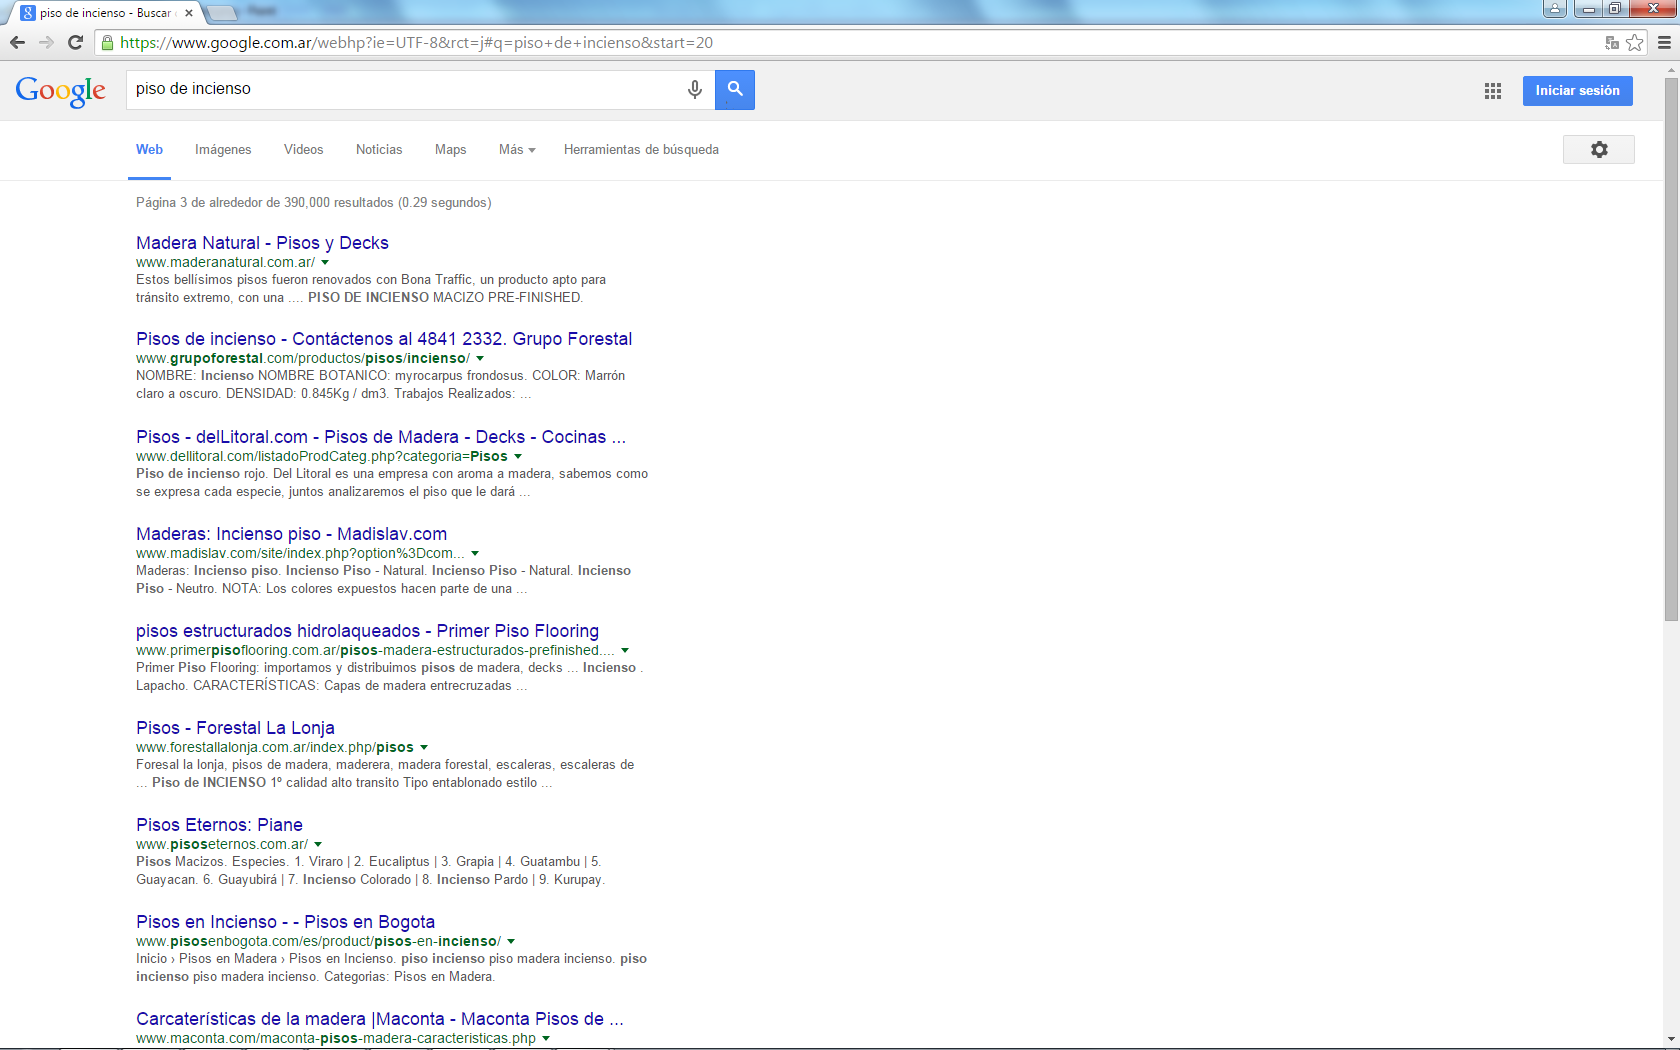 piso de incienso - Buscar
https://www.google.com.ar/webhp?ie=UTF-8&rct=j#q=piso+de+incienso&start=20
Google
piso de incienso
Iniciar sesión
Web Imágenes Videos Noticias Maps Más Herramientas de búsqueda
Página 3 de alrededor de 390,000 resultados (0.29 segundos)
Madera Natural - Pisos y Decks
www.maderanatural.com.ar/
Estos bellísimos pisos fueron renovados con Bona Traffic, un producto apto para
tránsito extremo, con una .... PISO DE INCIENSO MACIZO PRE-FINISHED.
Pisos de incienso - Contáctenos al 4841 2332. Grupo Forestal
www.grupoforestal.com/productos/pisos/incienso/
NOMBRE: Incienso NOMBRE BOTANICO: myrocarpus frondosus. COLOR: Marrón
claro a oscuro. DENSIDAD: 0.845Kg / dm3. Trabajos Realizados: ...
Pisos - delLitoral.com - Pisos de Madera - Decks - Cocinas ...
www.dellitoral.com/listadoProdCateg.php?categoria=Pisos
Piso de incienso rojo. Del Litoral es una empresa con aroma a madera, sabemos como
se expresa cada especie, juntos analizaremos el piso que le dará ...
Maderas: Incienso piso - Madislav.com
www.madislav.com/site/index.php?option%3Dcom...
Maderas: Incienso piso. Incienso Piso - Natural. Incienso Piso - Natural. Incienso
Piso - Neutro. NOTA: Los colores expuestos hacen parte de una ...
pisos estructurados hidrolaqueados - Primer Piso Flooring
www.primerpisoflooring.com.ar/pisos-madera-estructurados-prefinished....
Primer Piso Flooring: importamos y distribuimos pisos de madera, decks ... Incienso .
Lapacho. CARACTERÍSTICAS: Capas de madera entrecruzadas ...
Pisos - Forestal La Lonja
www.forestallalonja.com.ar/index.php/pisos
Foresal la lonja, pisos de madera, maderera, madera forestal, escaleras, escaleras de
... Piso de INCIENSO 1º calidad alto transito Tipo entablonado estilo ...
Pisos Eternos: Piane
www.pisoseternos.com.ar/
Pisos Macizos. Especies. 1. Viraro | 2. Eucaliptus | 3. Grapia | 4. Guatambu | 5.
Guayacan. 6. Guayubirá | 7. Incienso Colorado | 8. Incienso Pardo | 9. Kurupay.
Pisos en Incienso - - Pisos en Bogota
www.pisosenbogota.com/es/product/pisos-en-incienso/
Inicio › Pisos en Madera › Pisos en Incienso. piso incienso piso madera incienso. piso
incienso piso madera incienso. Categorias: Pisos en Madera.
Carcaterísticas de la madera |Maconta - Maconta Pisos de ...
www.maconta.com/maconta-pisos-madera-caracteristicas.php